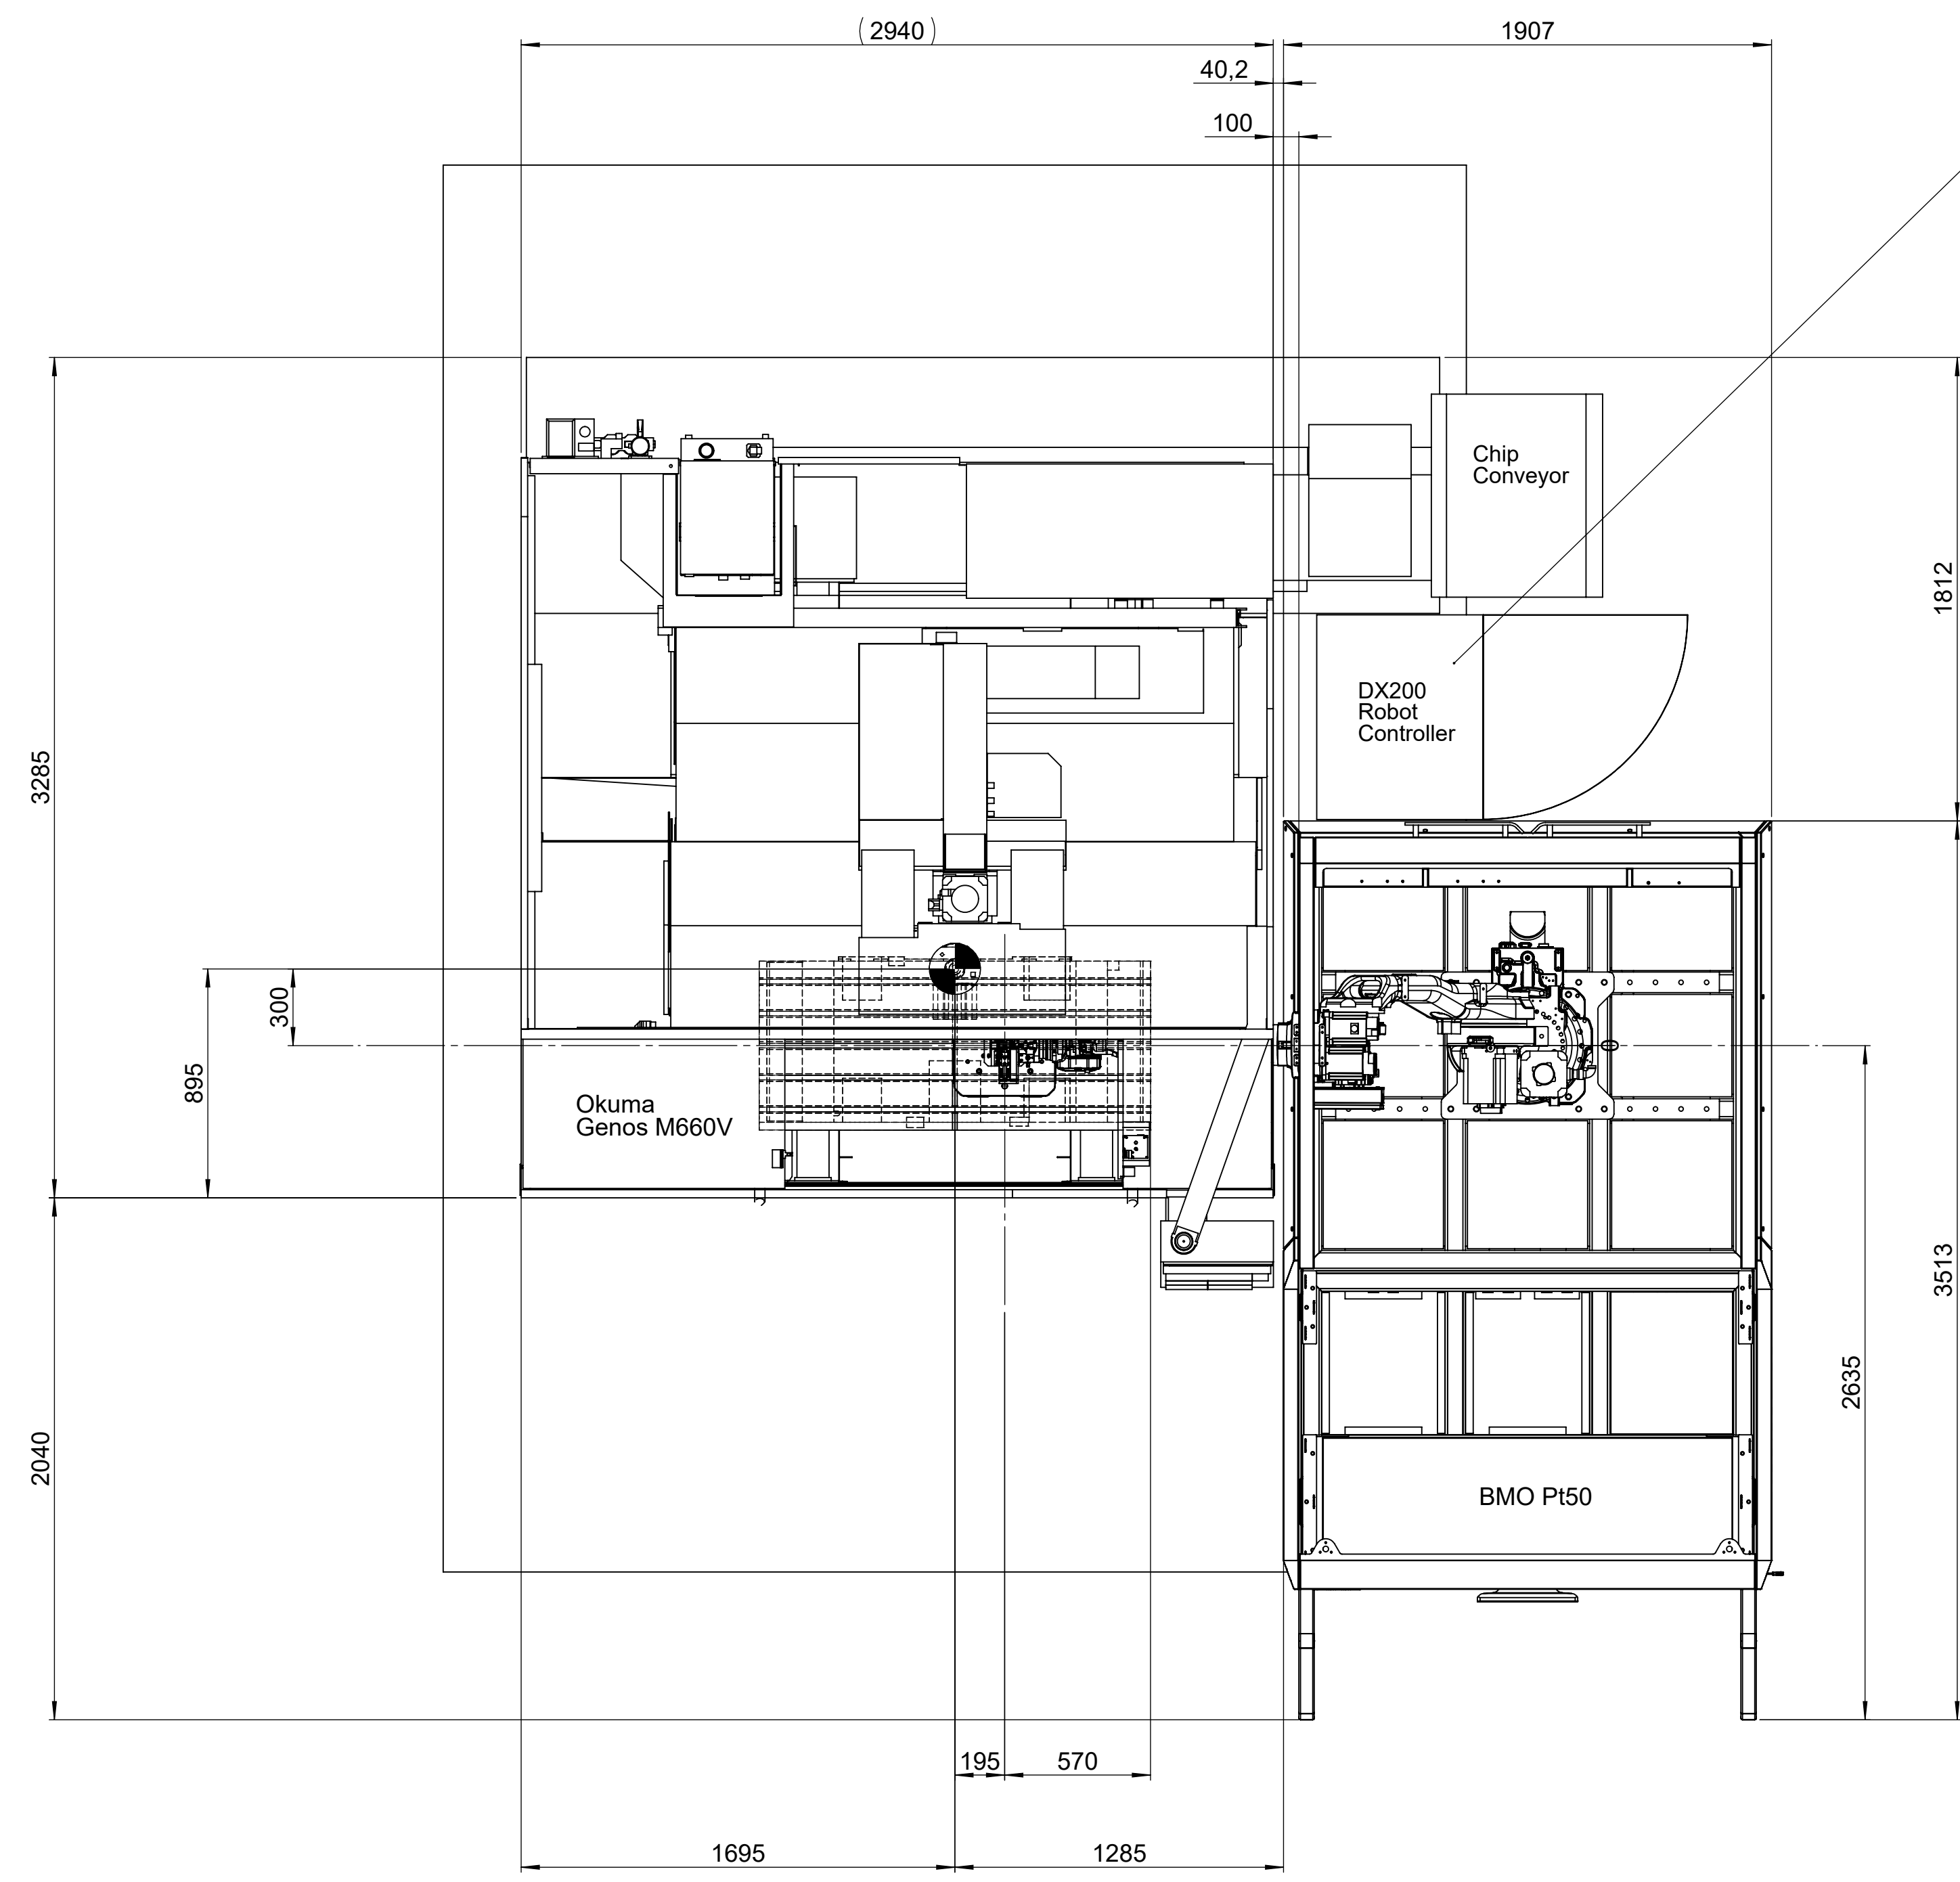 (2940)
1907
40,2
100
Chip
Conveyor
1812
DX200
Robot
Controller
3285
300
895
Okuma
Genos M660V
3513
2635
2040
BMO Pt50
195
570
1695
1285